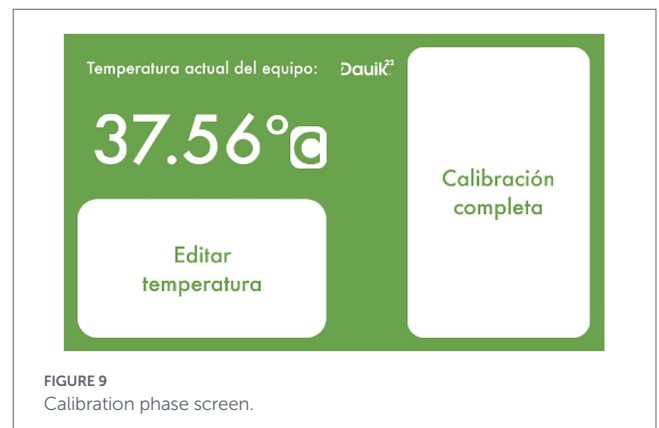 Temperatura actual del equipo: Dauik22
37.56°C
Editar
temperatura
Calibración
completa
FIGURE 9
Calibration phase screen.